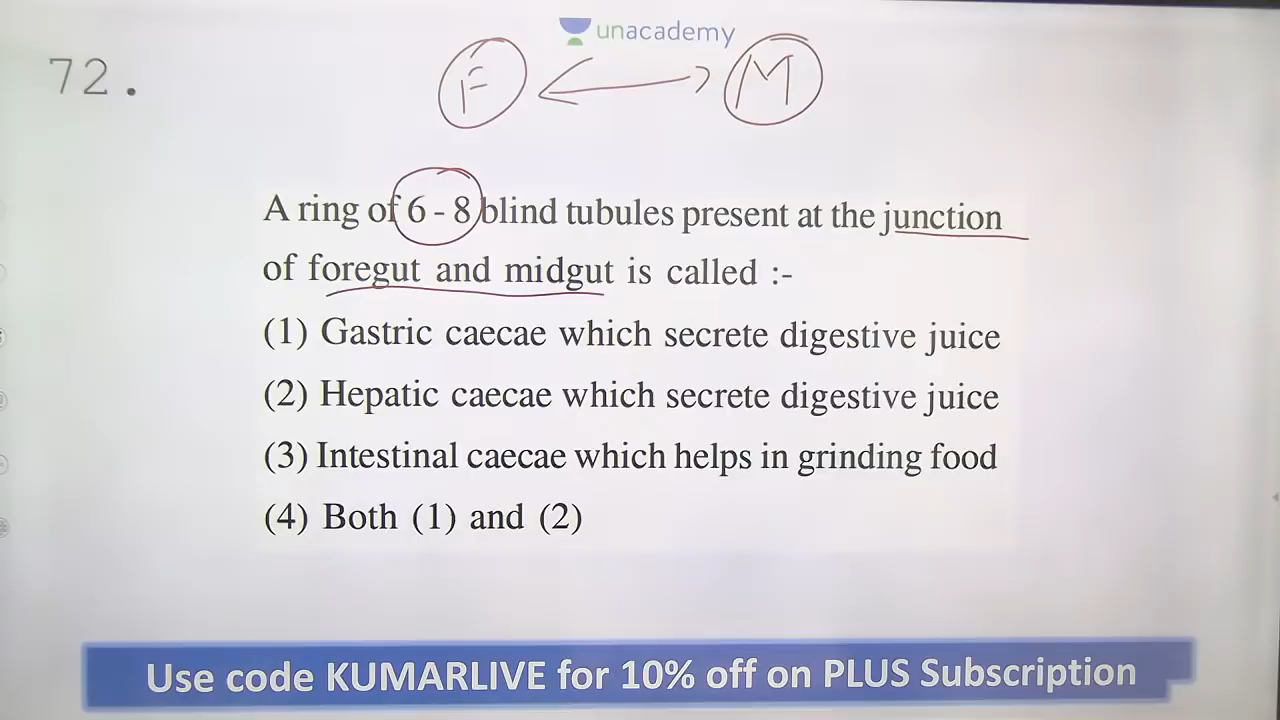 unacademy
72.
F M
A ring of 6 - 8 blind tubules present at the junction
of foregut and midgut is called :-
(1) Gastric caecae which secrete digestive juice
(2) Hepatic caecae which secrete digestive juice
(3) Intestinal caecae which helps in grinding food
(4) Both (1) and (2)
Use code KUMARLIVE for 10% off on PLUS Subscription